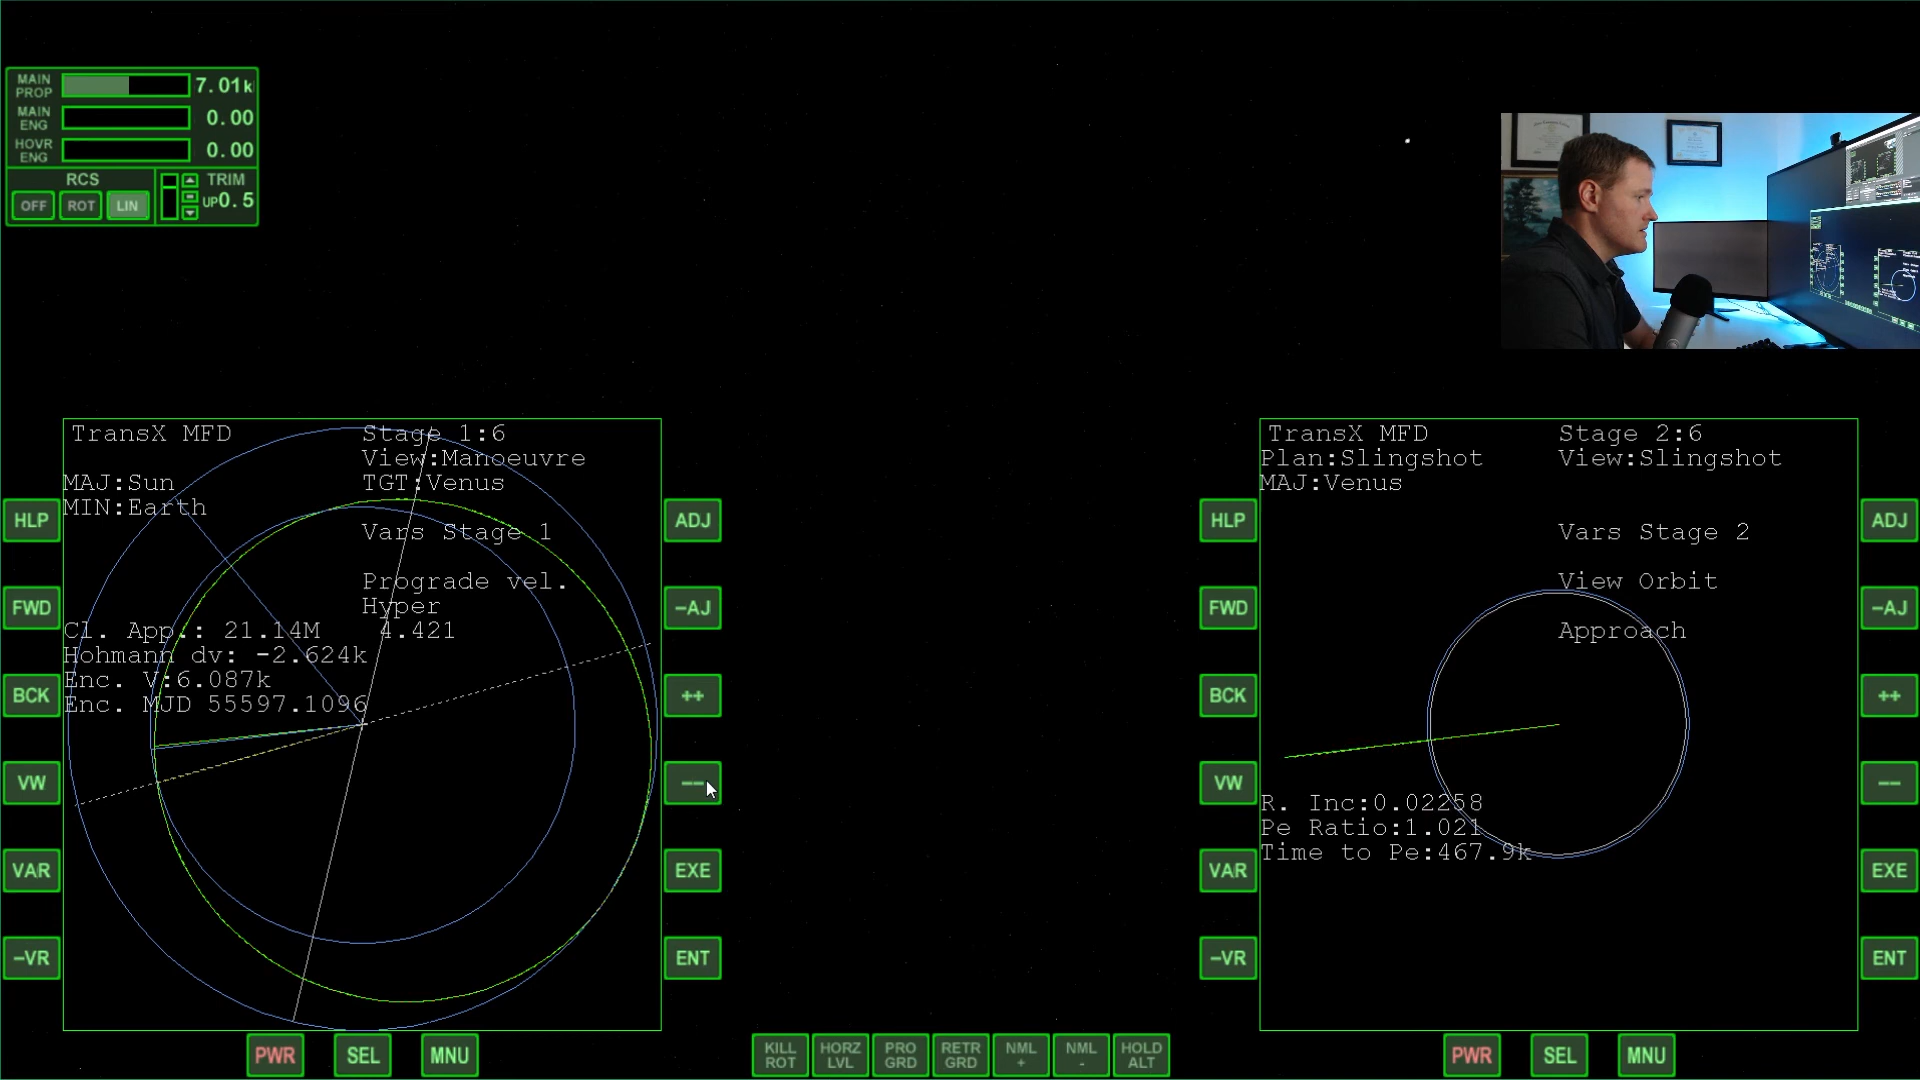 MAIN PROP 7.01k
MAIN ENG 0.00
HOVR ENG 0.00
RCS
TRIM
OFF ROT LIN
UP0.5
TransX MFD
Stage 1:6
View:Manoeuvre
MAJ:Sun
TGT:Venus
MIN:Earth
Vars Stage 1
Prograde vel.
Hyper
Cl. App.: 21.14M
4.421
Hohmann dv: -2.624k
Enc. V:6.087k
Enc. MJD 55597.1096
HLP
FWD
BCK
VW
VAR
-VR
ADJ
-AJ
++
--
EXE
ENT
PWR SEL MNU
KILL ROT
HORZ LVL
PRO GRD
RETR GRD
NML +
NML -
HOLD ALT
TransX MFD
Stage 2:6
Plan:Slingshot
View:Slingshot
MAJ:Venus
Vars Stage 2
View Orbit
Approach
R. Inc:0.02258
Pe Ratio:1.021
Time to Pe:467.9k
HLP
FWD
BCK
VW
VAR
-VR
ADJ
-AJ
++
--
EXE
ENT
PWR SEL MNU